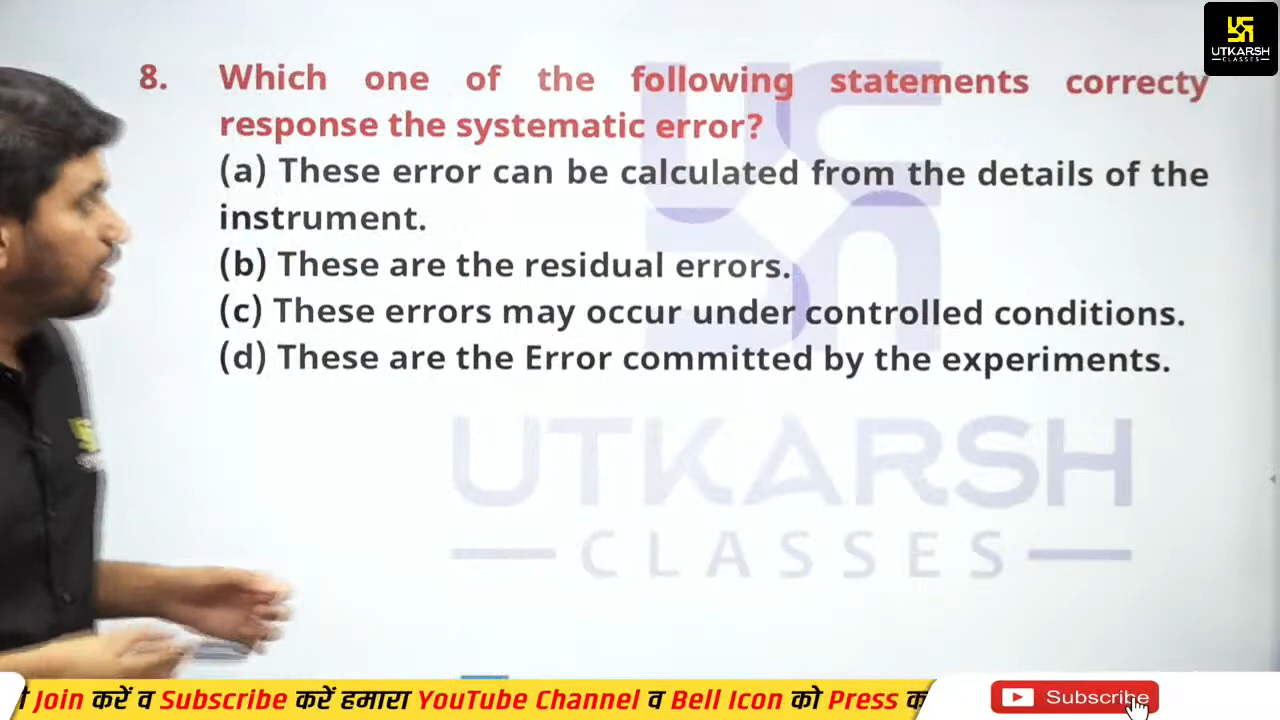 UTKARSH
CLASSES
8. Which one of the following statements correcty
response the systematic error?
(a) These error can be calculated from the details of the
instrument.
(b) These are the residual errors.
(c) These errors may occur under controlled conditions.
(d) These are the Error committed by the experiments.
UTKARSH
CLASSES
Join करें व Subscribe करें हमारा YouTube Channel व Bell Icon को Press
Subscribe